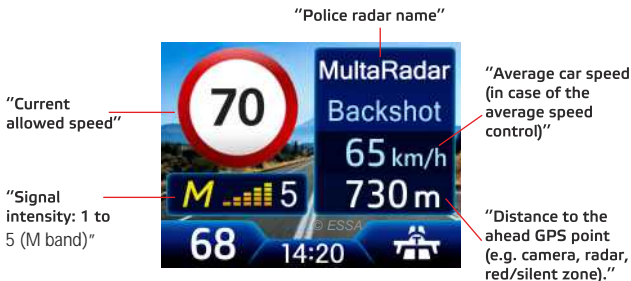 "Police radar name"
"Current
allowed speed"
"Signal
intensity: 1 to
5 (M band)"
70
MultaRadar
Backshot
65 km/h
730 m
M 5
© ESSA
68
14:20
"Average car speed
(in case of the
average speed
control)"
"Distance to the
ahead GPS point
(e.g. camera, radar,
red/silent zone)."